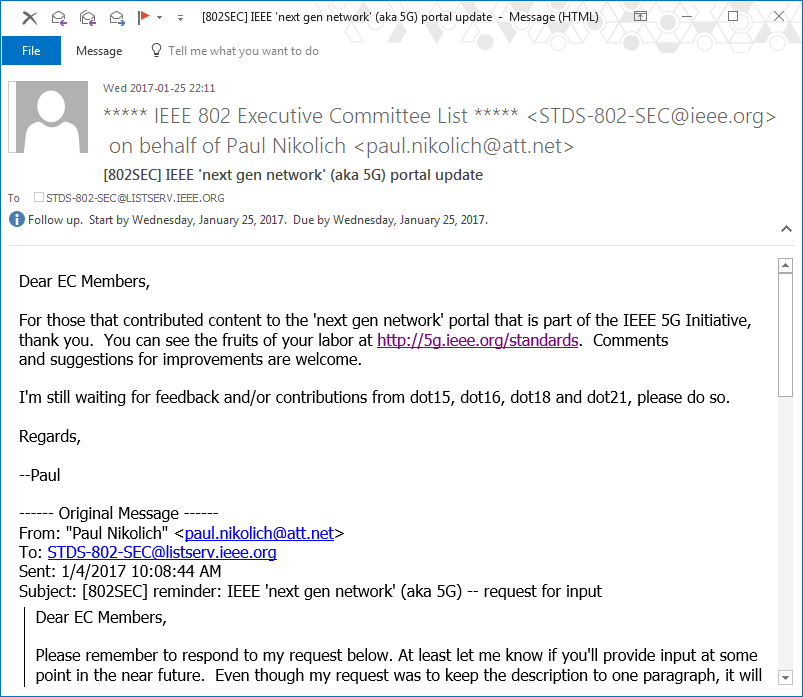 [802SEC] IEEE 'next gen network' (aka 5G) portal update - Message (HTML)
File Message Tell me what you want to do
Wed 2017-01-25 22:11
***** IEEE 802 Executive Committee List ***** <STDS-802-SEC@ieee.org>
on behalf of Paul Nikolich <paul.nikolich@att.net>
[802SEC] IEEE 'next gen network' (aka 5G) portal update
To STDS-802-SEC@LISTSERV.IEEE.ORG
Follow up. Start by Wednesday, January 25, 2017. Due by Wednesday, January 25, 2017.
Dear EC Members,
For those that contributed content to the 'next gen network' portal that is part of the IEEE 5G Initiative,
thank you. You can see the fruits of your labor at http://5g.ieee.org/standards. Comments
and suggestions for improvements are welcome.
I'm still waiting for feedback and/or contributions from dot15, dot16, dot18 and dot21, please do so.
Regards,
--Paul
------ Original Message ------
From: "Paul Nikolich" <paul.nikolich@att.net>
To: STDS-802-SEC@listserv.ieee.org
Sent: 1/4/2017 10:08:44 AM
Subject: [802SEC] reminder: IEEE 'next gen network' (aka 5G) -- request for input
Dear EC Members,
Please remember to respond to my request below. At least let me know if you'll provide input at some
point in the near future. Even though my request was to keep the description to one paragraph, it will